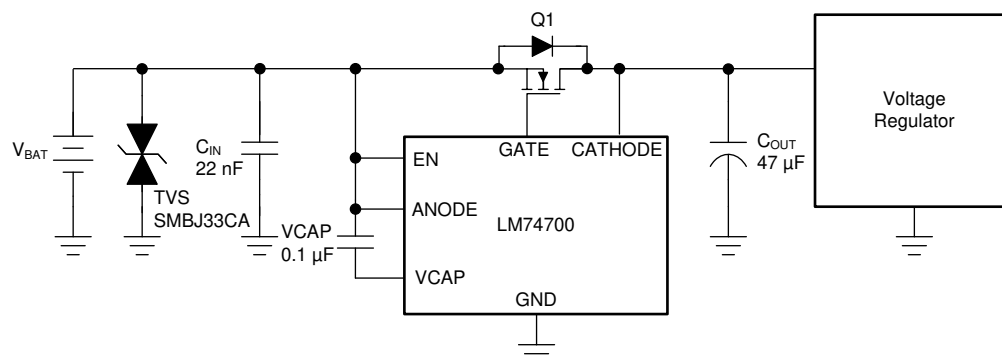 Q1
V_BAT
TVS
SMBJ33CA
C_IN
22 nF
VCAP
0.1 µF
EN
ANODE
VCAP
GATE
CATHODE
LM74700
GND
C_OUT
47 µF
Voltage
Regulator